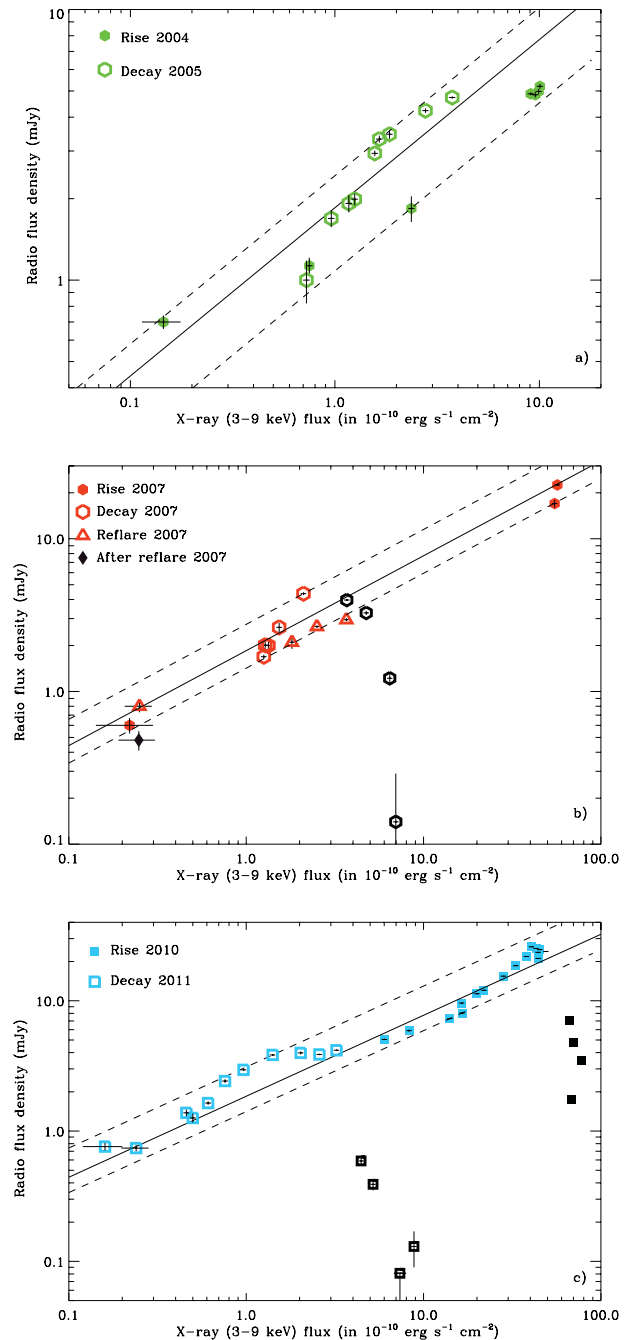 10
Rise 2004
Decay 2005
Radio flux density (mJy)
1
a)
0.1 1.0 10.0
X-ray (3-9 keV) flux (in 10⁻¹⁰ erg s⁻¹ cm⁻²)
Rise 2007
Decay 2007
Reflare 2007
After reflare 2007
10.0
Radio flux density (mJy)
1.0
b)
0.1
0.1 1.0 10.0 100.0
X-ray (3-9 keV) flux (in 10⁻¹⁰ erg s⁻¹ cm⁻²)
Rise 2010
Decay 2011
10.0
Radio flux density (mJy)
1.0
0.1
c)
0.1 1.0 10.0 100.0
X-ray (3-9 keV) flux (in 10⁻¹⁰ erg s⁻¹ cm⁻²)